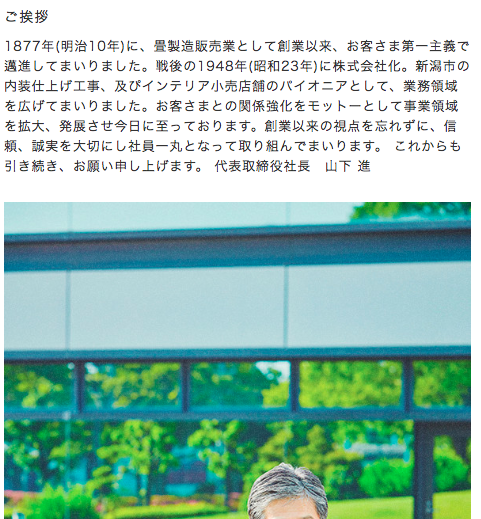 ご挨拶
1877年(明治10年)に、畳製造販売業として創業以来、お客さま第一主義で
邁進してまいりました。戦後の1948年(昭和23年)に株式会社化。新潟市の
内装仕上げ工事、及びインテリア小売店舗のパイオニアとして、業務領域
を広げてまいりました。お客さまとの関係強化をモットーとして事業領域
を拡大、発展させ今日に至っております。創業以来の視点を忘れずに、信
頼、誠実を大切にし社員一丸となって取り組んでまいります。 これからも
引き続き、お願い申し上げます。 代表取締役社長　山下 進